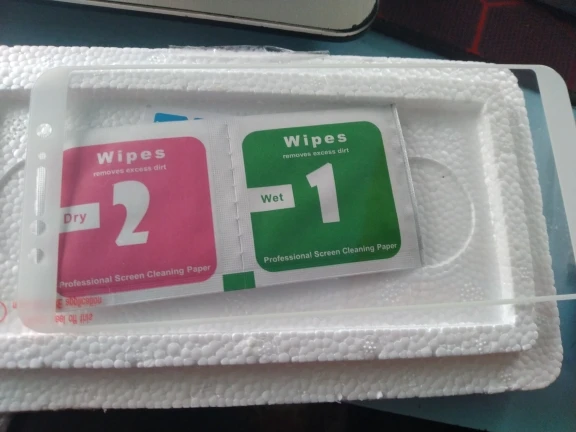 Wipes
removes excess dirt
Dry
2
Professional Screen Cleaning Paper
Wipes
removes excess dirt
Wet
1
Professional Screen Cleaning Paper